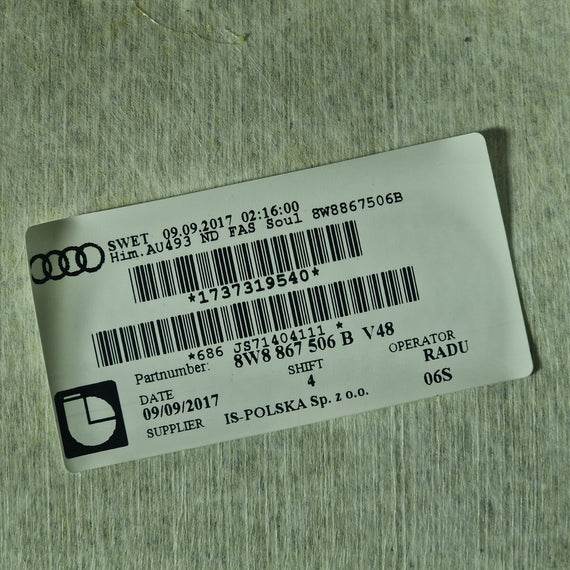 SWET 09.09.2017 02:16:00
Him.AU493 ND FAS Soul 8W8867506B
*1737319540*
*686 JS71404111 *
Partnumber: 8W8 867 506 B V48
DATE SHIFT OPERATOR
09/09/2017 4 RADU
SUPPLIER IS-POLSKA Sp. z o.o. 06S